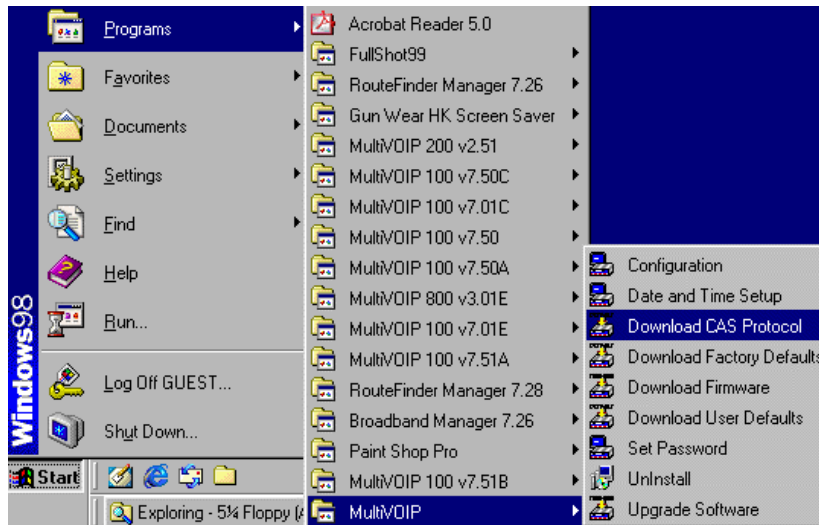 Programs
Favorites
Documents
Settings
Find
Help
Run...
Log Off GUEST...
Shut Down...
Windows98
Start
Exploring - 5¼ Floppy (A
Acrobat Reader 5.0
FullShot99
RouteFinder Manager 7.26
Gun Wear HK Screen Saver
MultiVOIP 200 v2.51
MultiVOIP 100 v7.50C
MultiVOIP 100 v7.01C
MultiVOIP 100 v7.50
MultiVOIP 100 v7.50A
MultiVOIP 800 v3.01E
MultiVOIP 100 v7.01E
MultiVOIP 100 v7.51A
RouteFinder Manager 7.28
Broadband Manager 7.26
Paint Shop Pro
MultiVOIP 100 v7.51B
MultiVOIP
Configuration
Date and Time Setup
Download CAS Protocol
Download Factory Defaults
Download Firmware
Download User Defaults
Set Password
UnInstall
Upgrade Software